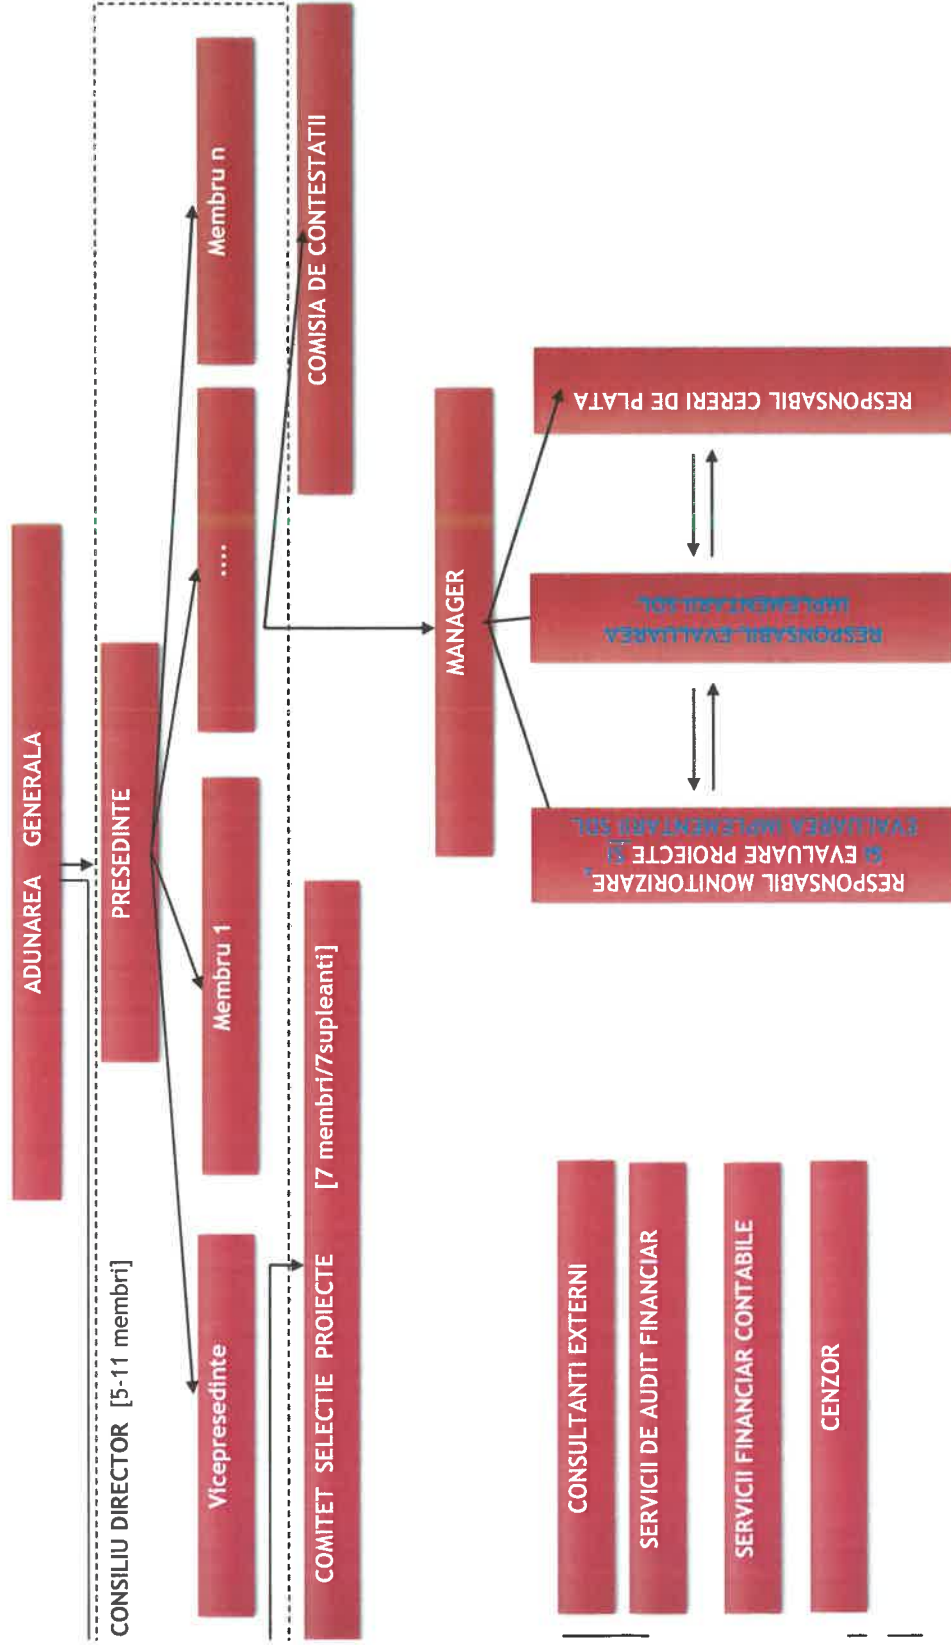 ADUNAREA GENERALA
CONSILIU DIRECTOR [5-11 membri]
PRESEDINTE
Vicepresedinte
Membru 1
....
Membru n
COMITET SELECTIE PROIECTE [7 membri/7supleanti]
COMISIA DE CONTESTATII
MANAGER
RESPONSABIL MONITORIZARE,
SI EVALUARE PROIECTE SI
EVALUAREA IMPLEMENTARII SDL
RESPONSABIL EVALUAREA
IMPLEMENTARII SDL
RESPONSABIL CERERI DE PLATA
CONSULTANTI EXTERNI
SERVICII DE AUDIT FINANCIAR
SERVICII FINANCIAR CONTABILE
CENZOR